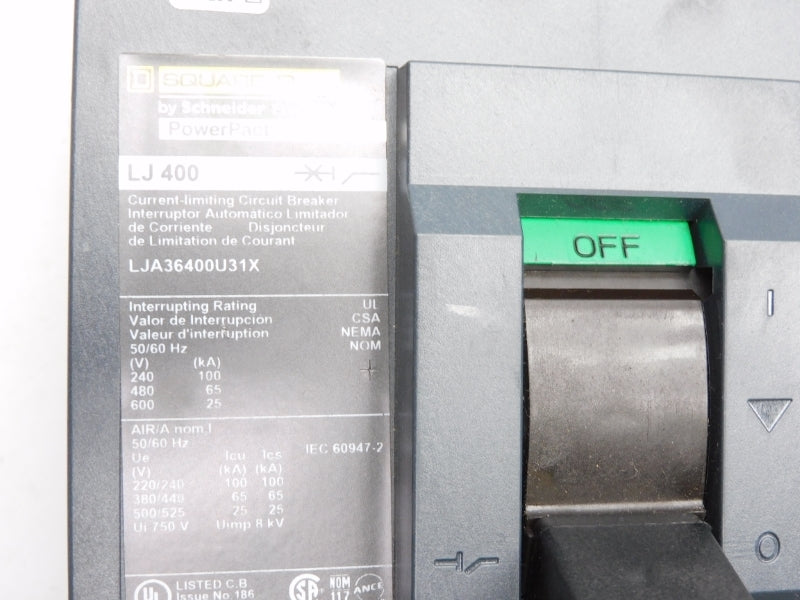 SQUARE D
by Schneider
PowerPact
LJ 400
Current-limiting Circuit Breaker
Interruptor Automatico Limitador
de Corriente Disjoncteur
de Limitation de Courant
LJA36400U31X
Interrupting Rating UL
Valor de Interrupcion CSA
Valeur d'interruption NEMA
50/60 Hz NOM
(V) (kA)
240 100
480 65
600 25
AIR/A nom.I
50/60 Hz IEC 60947-2
Ue Icu Ics
(V) (kA) (kA)
220/240 100 100
380/440 65 65
500/525 25 25
Ui 750 V Uimp 8 kV
UL LISTED C.B.
Issue No.186
SA NOM
117 ANCE
OFF
I
O